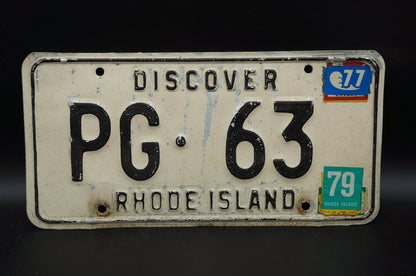 DISCOVER
77
PG · 63
79
RHODE ISLAND
RHODE ISLAND